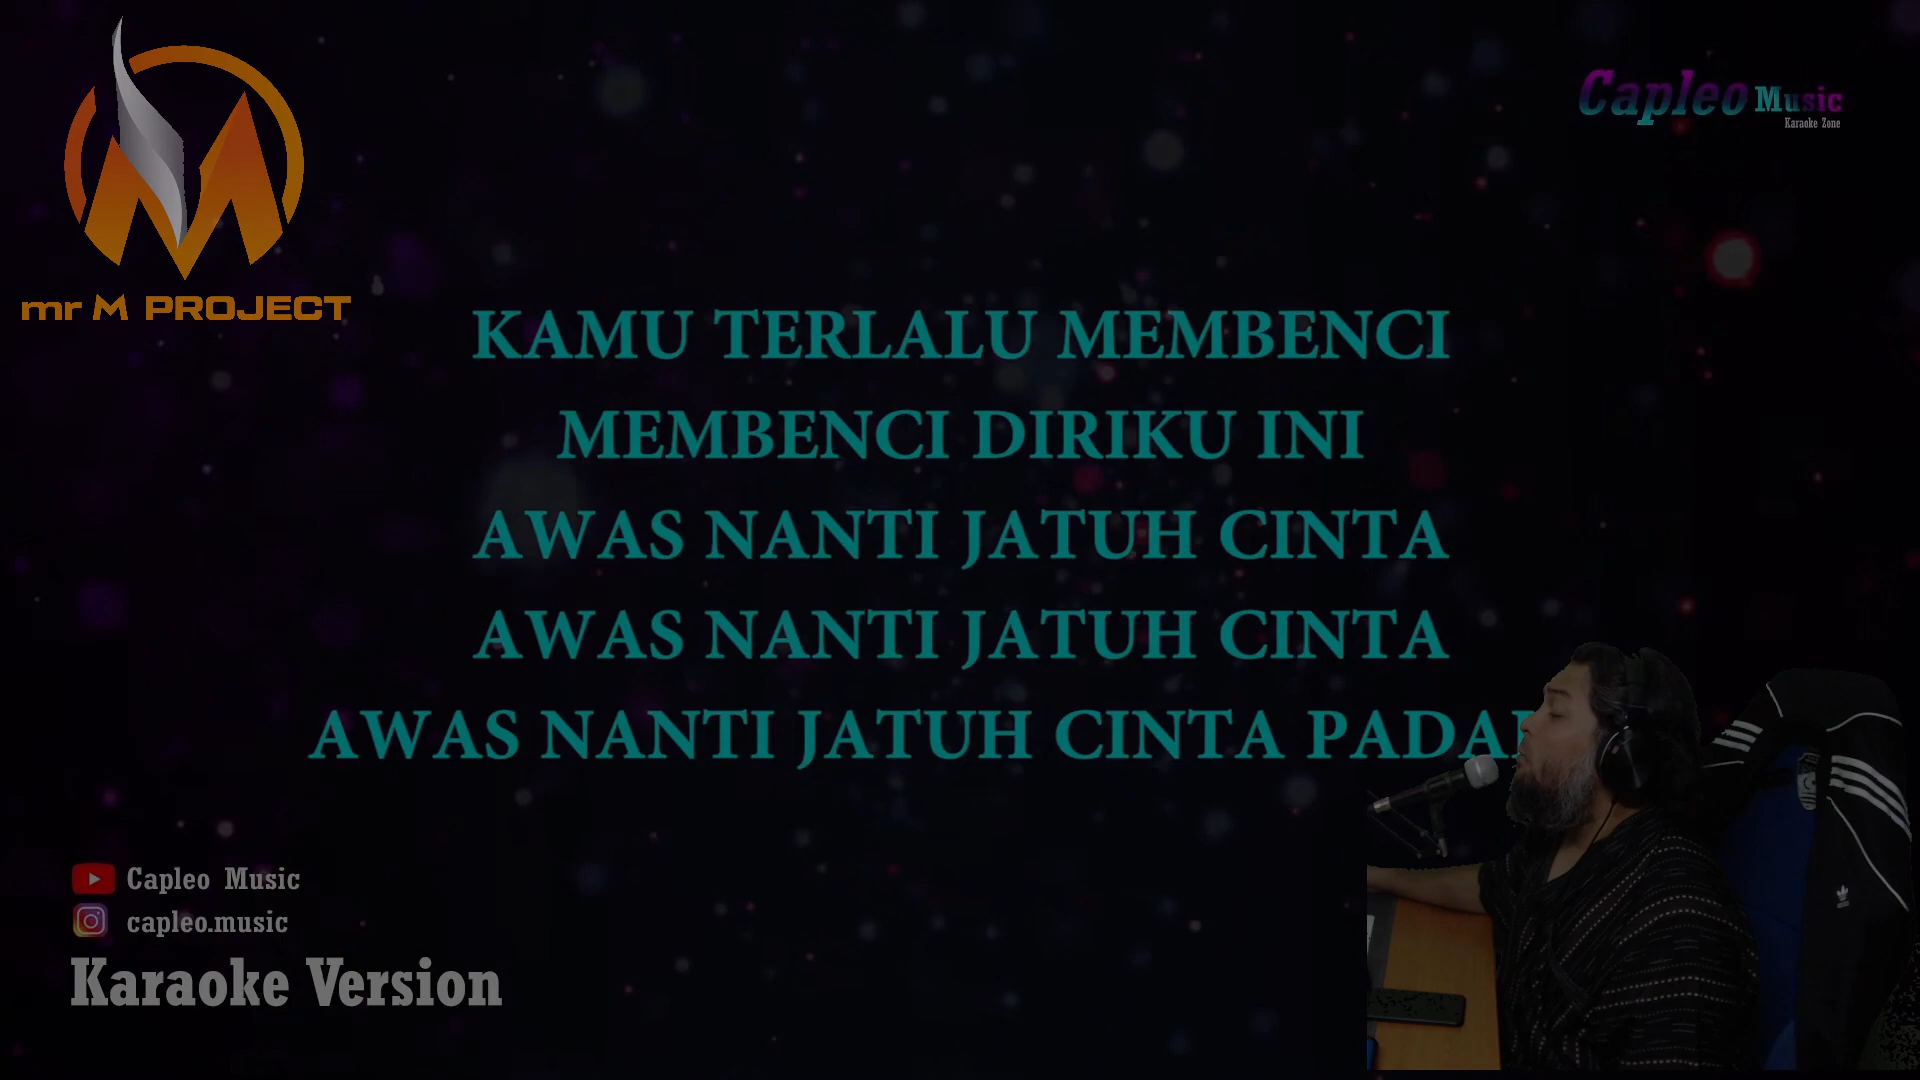 mr M PROJECT
Capleo Music
Karaoke Zone
KAMU TERLALU MEMBENCI
MEMBENCI DIRIKU INI
AWAS NANTI JATUH CINTA
AWAS NANTI JATUH CINTA
AWAS NANTI JATUH CINTA
Capleo Music
capleo.music
Karaoke Version